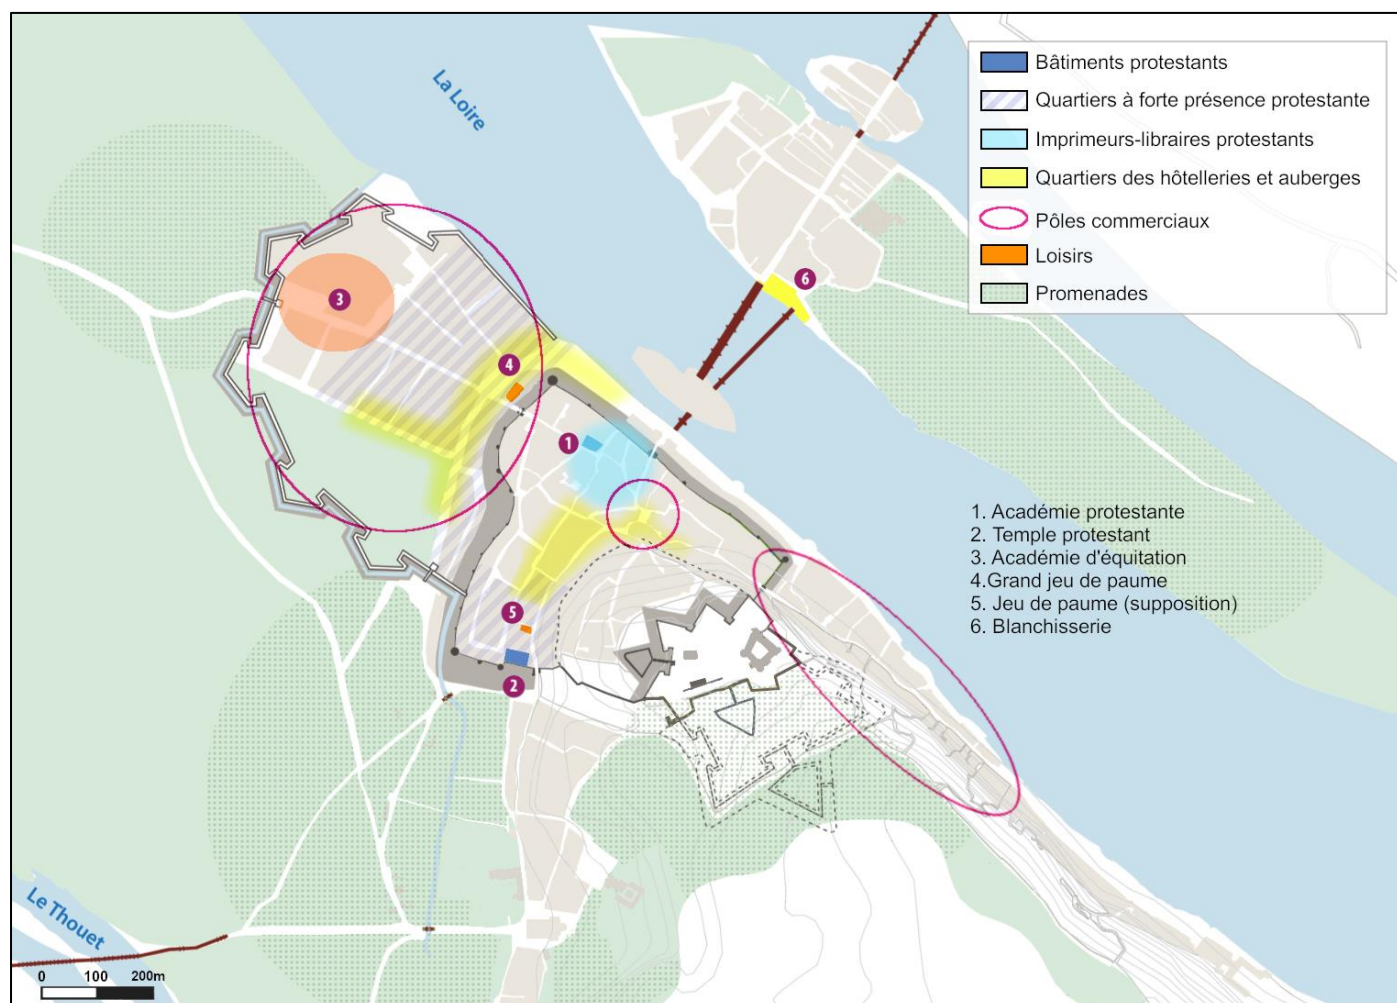 La Loire
Bâtiments protestants
Quartiers à forte présence protestante
Imprimeurs-libraires protestants
Quartiers des hôtelleries et auberges
Pôles commerciaux
Loisirs
Promenades
6
3
4
1
5
2
1. Académie protestante
2. Temple protestant
3. Académie d'équitation
4.Grand jeu de paume
5. Jeu de paume (supposition)
6. Blanchisserie
Le Thouet
0 100 200m